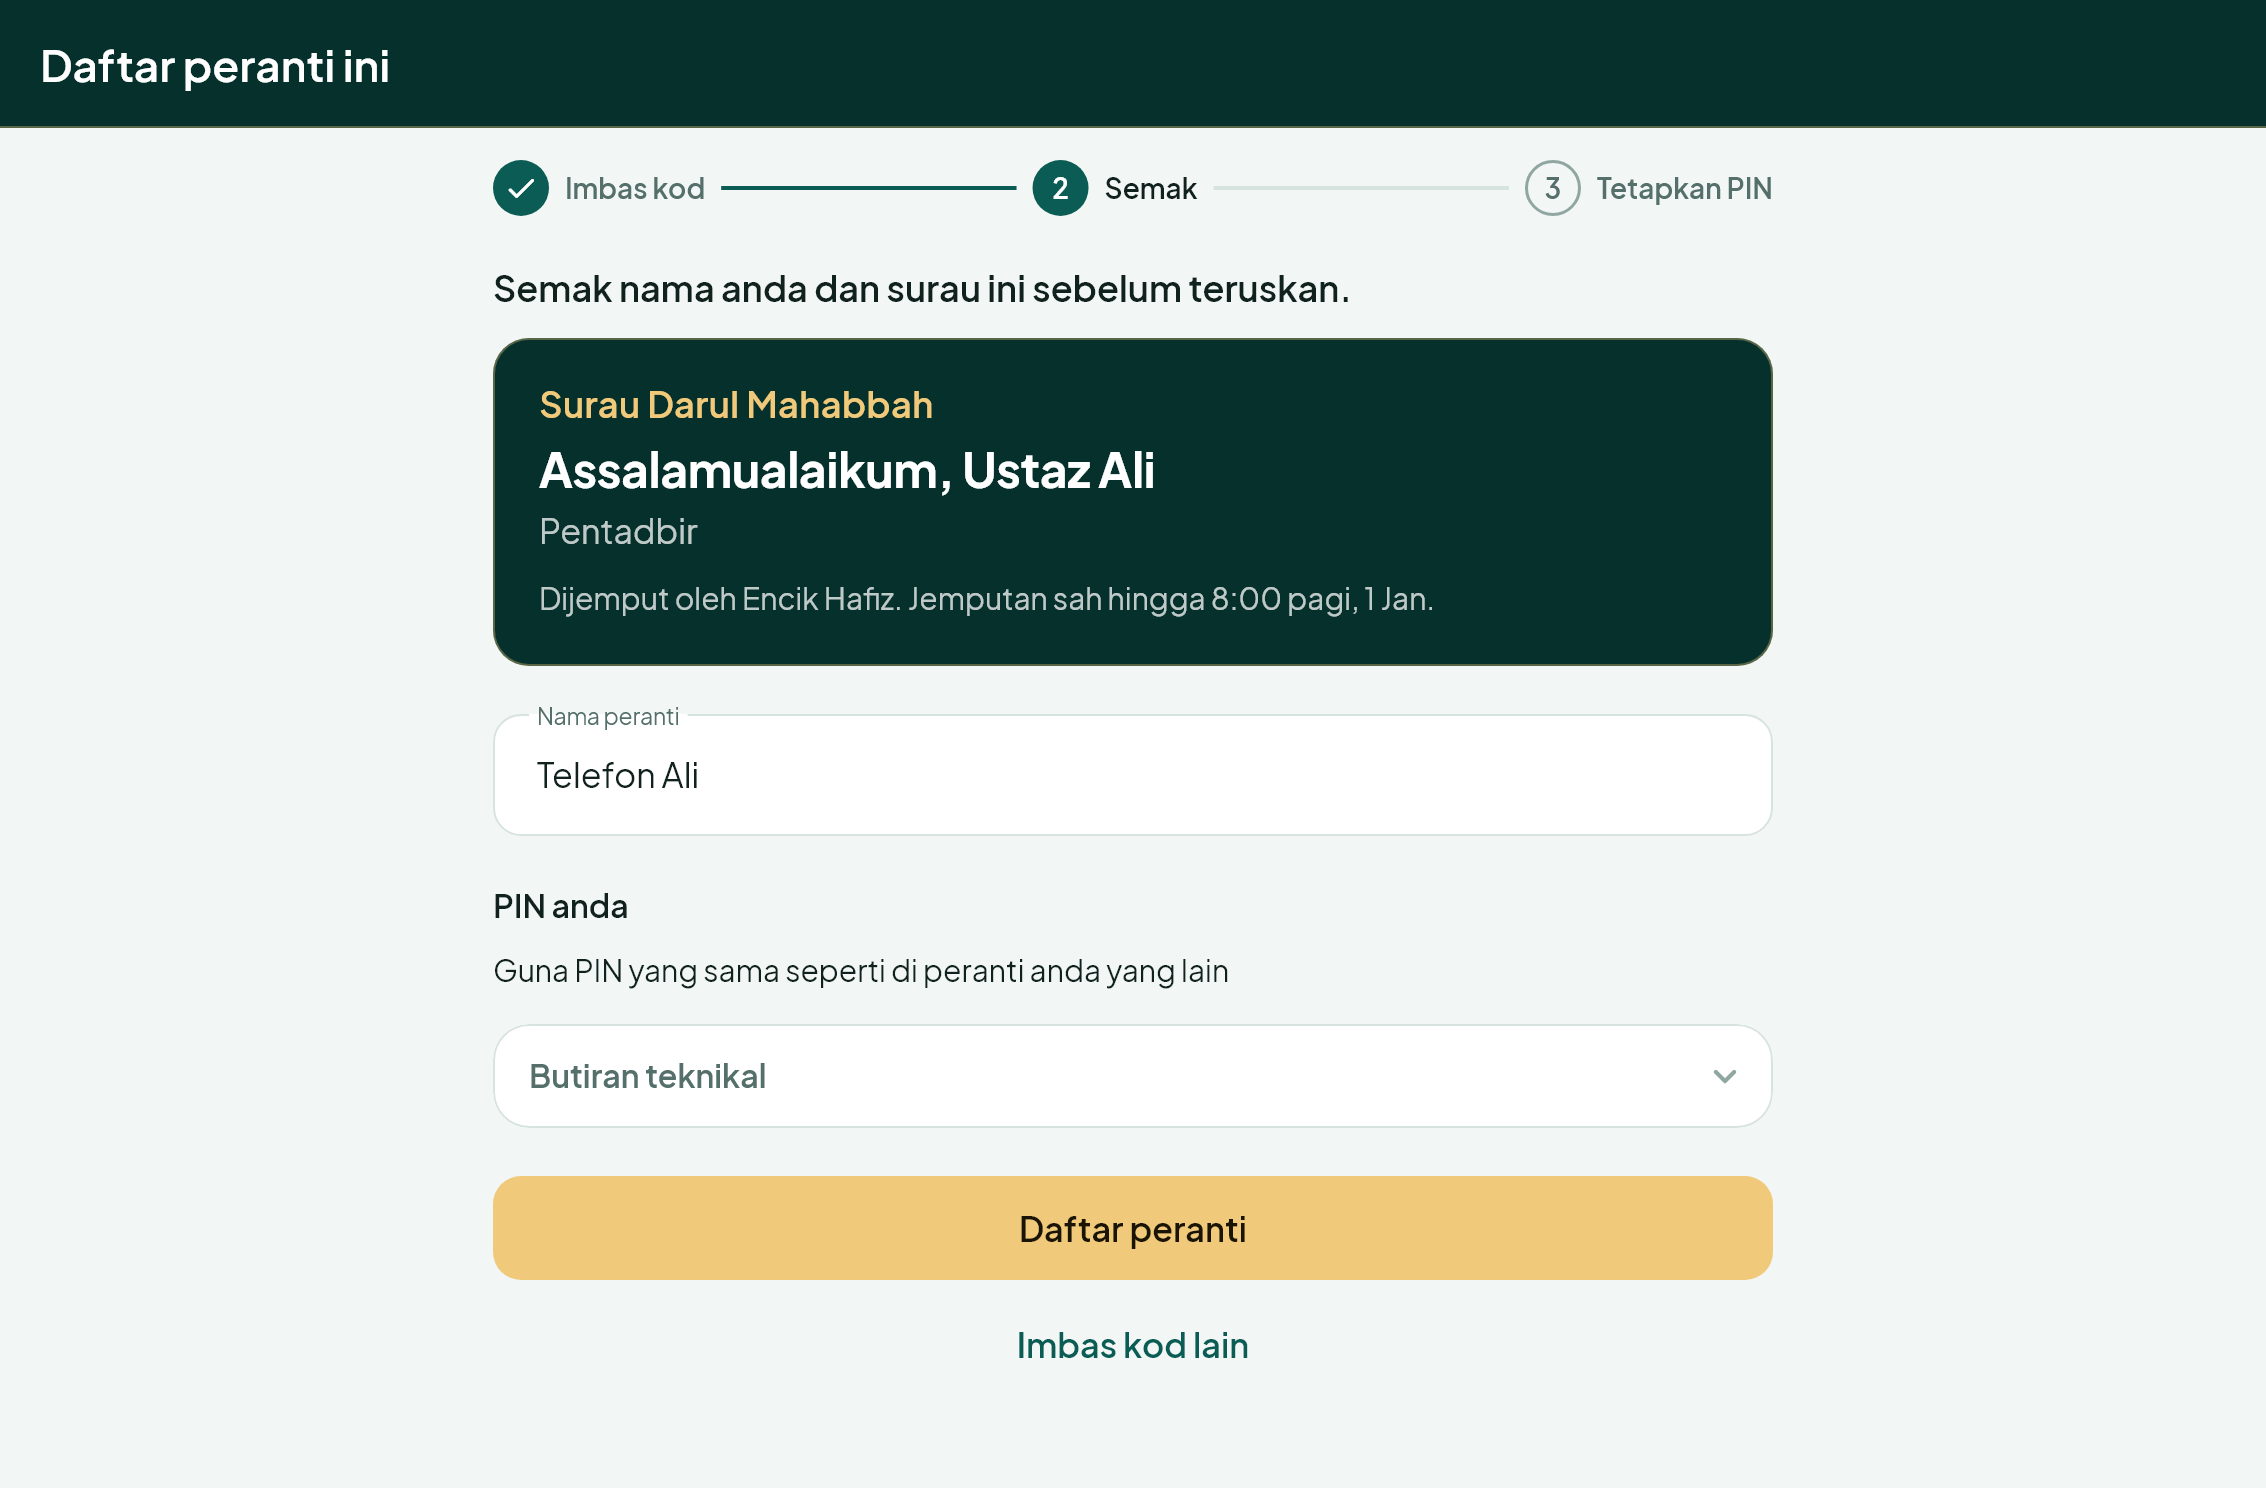 Daftar peranti ini
Imbas kod
2 Semak
3 Tetapkan PIN
Semak nama anda dan surau ini sebelum teruskan.
Surau Darul Mahabbah
Assalamualaikum, Ustaz Ali
Pentadbir
Dijemput oleh Encik Hafiz. Jemputan sah hingga 8:00 pagi, 1 Jan.
Nama peranti
Telefon Ali
PIN anda
Guna PIN yang sama seperti di peranti anda yang lain
Butiran teknikal
Daftar peranti
Imbas kod lain